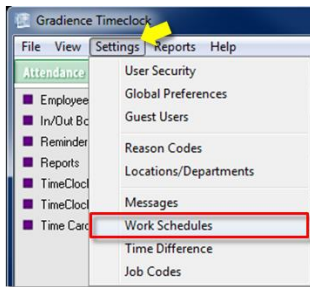 Gradience Timeclock
File View Settings Reports Help
Attendance
User Security
Global Preferences
Guest Users
Reason Codes
Locations/Departments
Messages
Work Schedules
Time Difference
Job Codes
Employee
In/Out Bo
Reminder
Reports
TimeClock
TimeClock
Time Card